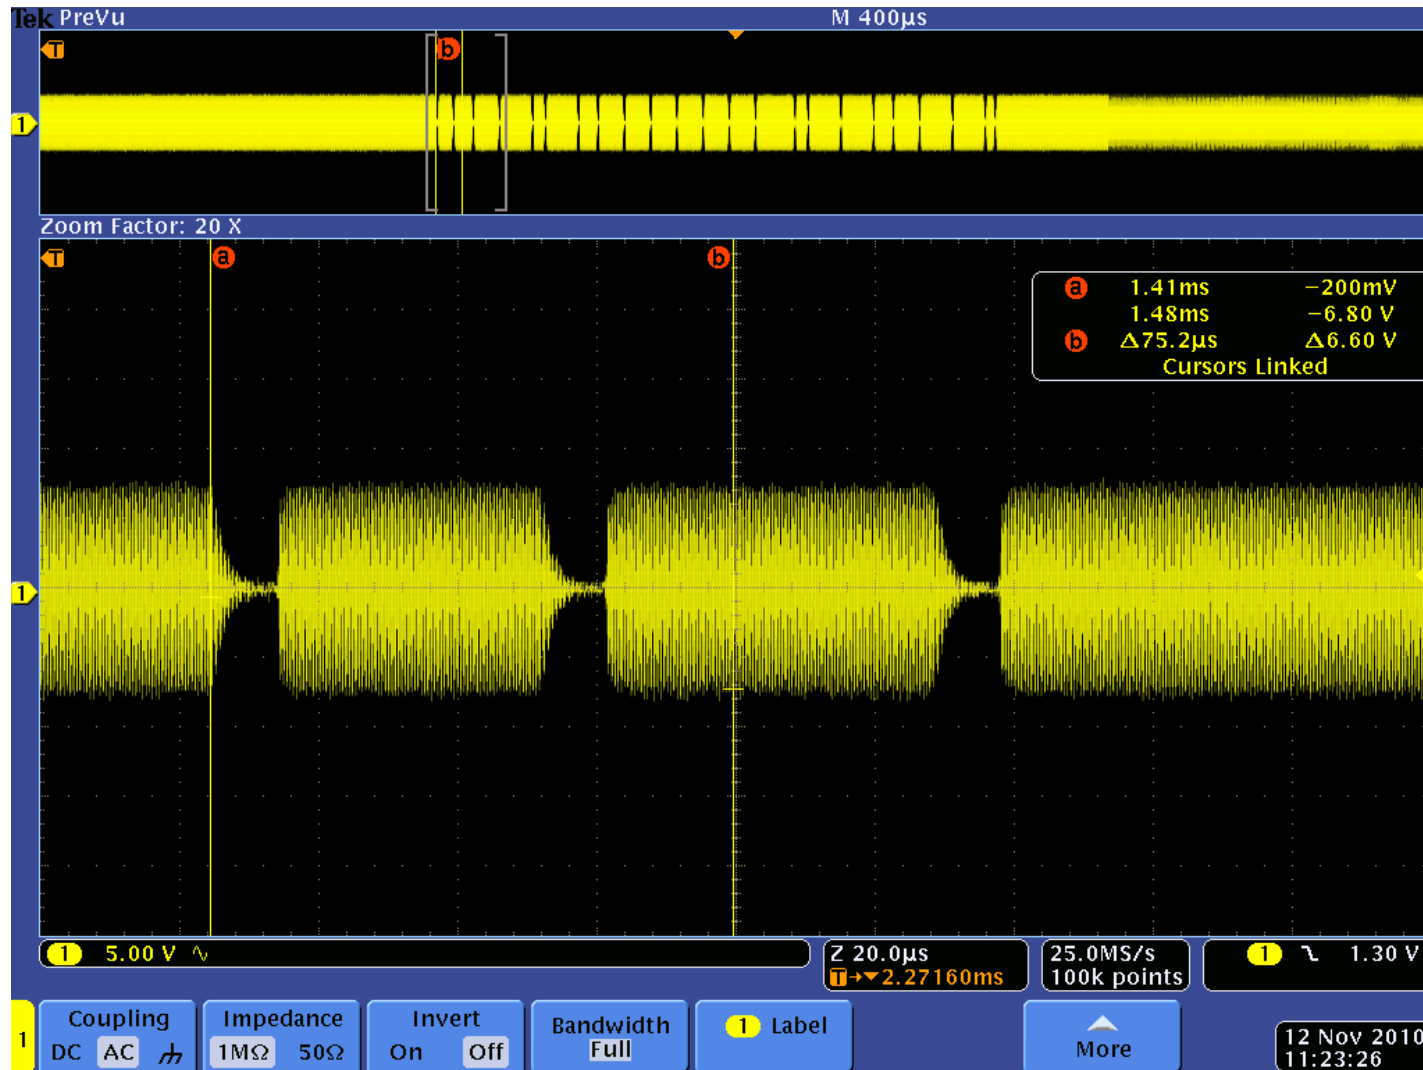 Tek PreVu M 400µs
T b
1
Zoom Factor: 20 X
T a b
a 1.41ms −200mV
1.48ms −6.80 V
b Δ75.2µs Δ6.60 V
Cursors Linked
1
1 5.00 V ∿
Z 20.0µs
T→▼2.27160ms
25.0MS/s
100k points
1 1.30 V
1
Coupling
DC AC
Impedance
1MΩ 50Ω
Invert
On Off
Bandwidth
Full
1 Label
More
12 Nov 2010
11:23:26